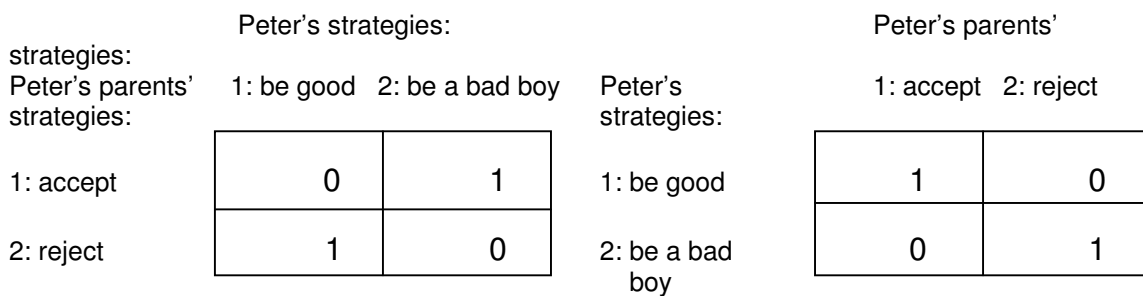 Peter's strategies: Peter's parents'
strategies:
Peter's parents' 1: be good 2: be a bad boy Peter's 1: accept 2: reject
strategies: strategies:
1: accept 0 1 1: be good 1 0
2: reject 1 0 2: be a bad 0 1
boy